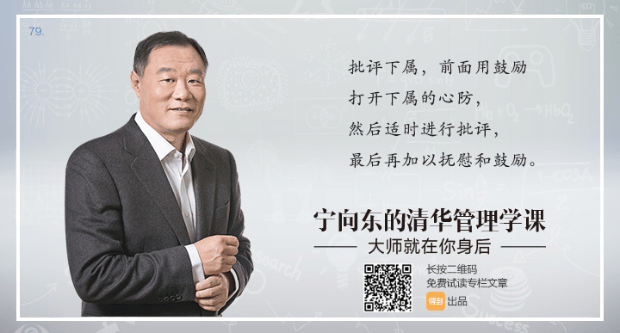 79.
批评下属，前面用鼓励
打开下属的心防，
然后适时进行批评，
最后再加以抚慰和鼓励。
宁向东的清华管理学课
大师就在你身后
长按二维码
免费试读专栏文章
得到 出品